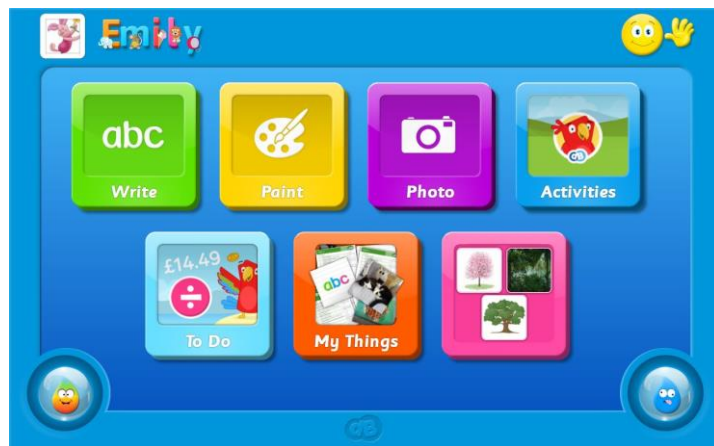 Emily
abc
Write
Paint
Photo
Activities
£14.49
To Do
abc
My Things